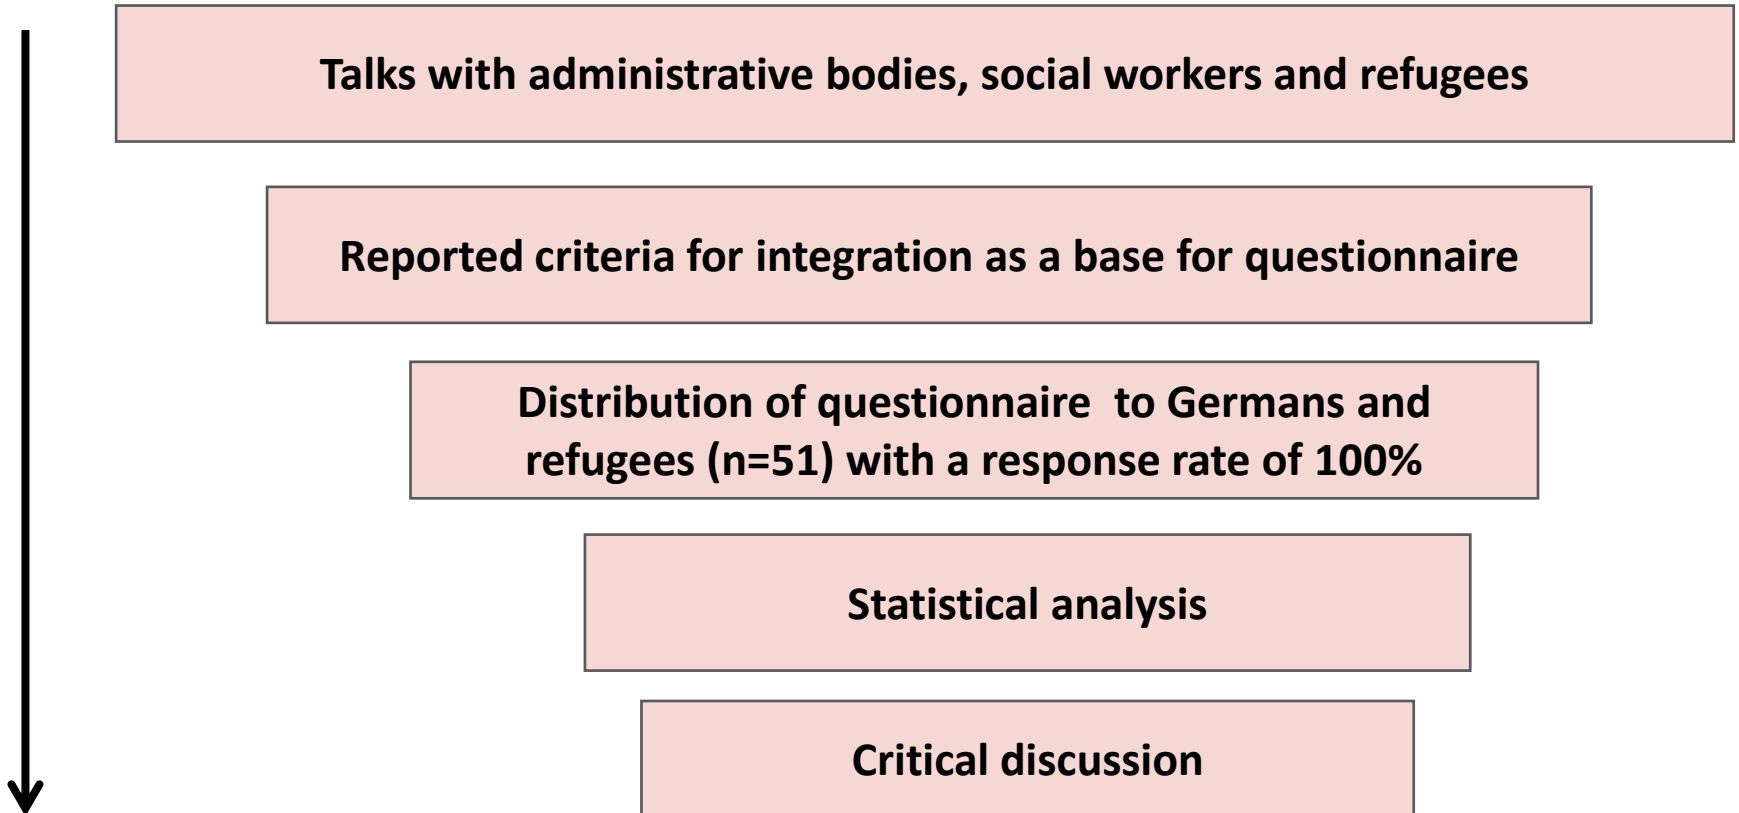 Talks with administrative bodies, social workers and refugees
Reported criteria for integration as a base for questionnaire
Distribution of questionnaire  to Germans and
refugees (n=51) with a response rate of 100%
Statistical analysis
Critical discussion